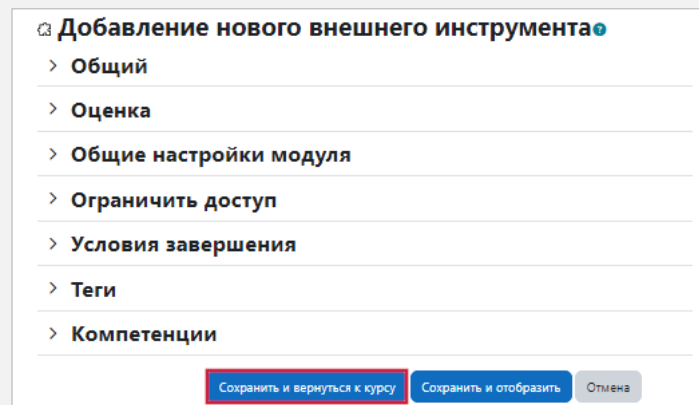 Добавление нового внешнего инструмента
Общий
Оценка
Общие настройки модуля
Ограничить доступ
Условия завершения
Теги
Компетенции
Сохранить и вернуться к курсу Сохранить и отобразить Отмена